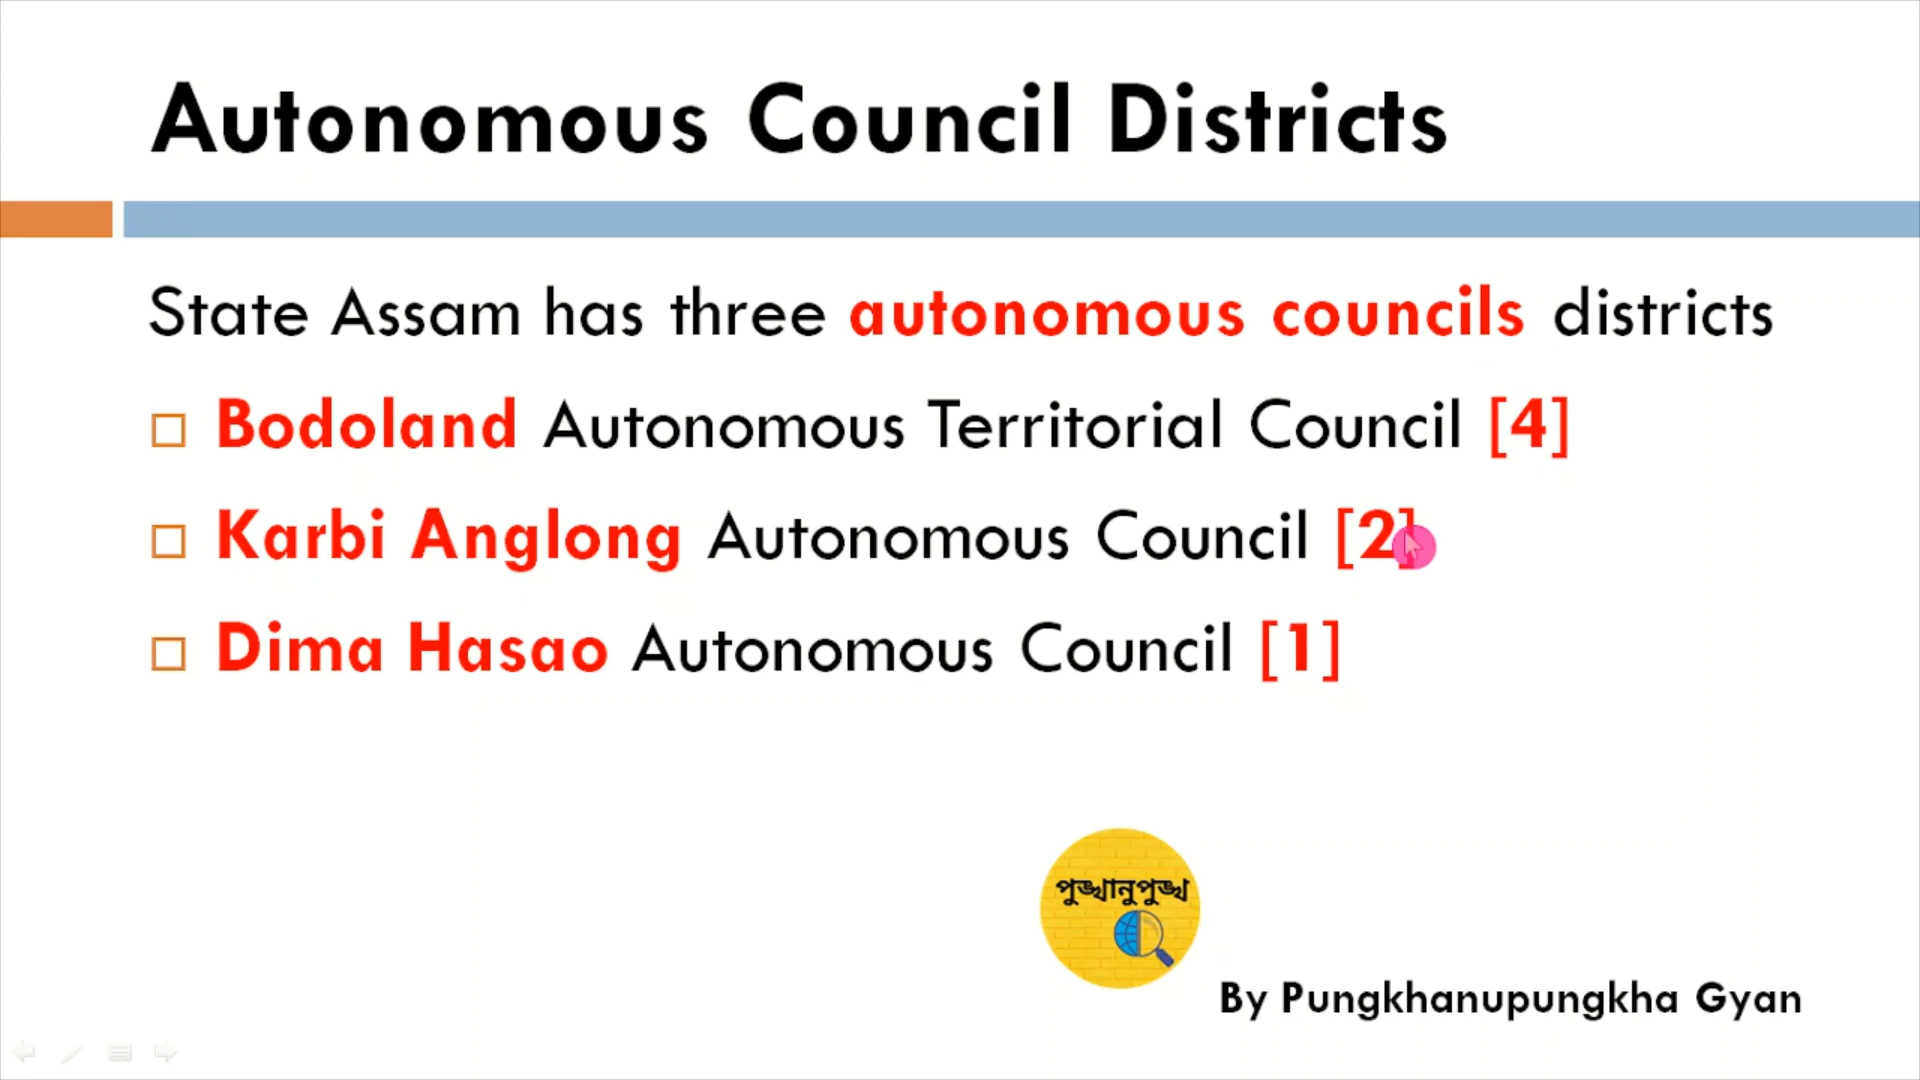 Autonomous Council Districts
State Assam has three autonomous councils districts
Bodoland Autonomous Territorial Council [4]
Karbi Anglong Autonomous Council [2]
Dima Hasao Autonomous Council [1]
পুঙ্খানুপুঙ্খ
By Pungkhanupungkha Gyan